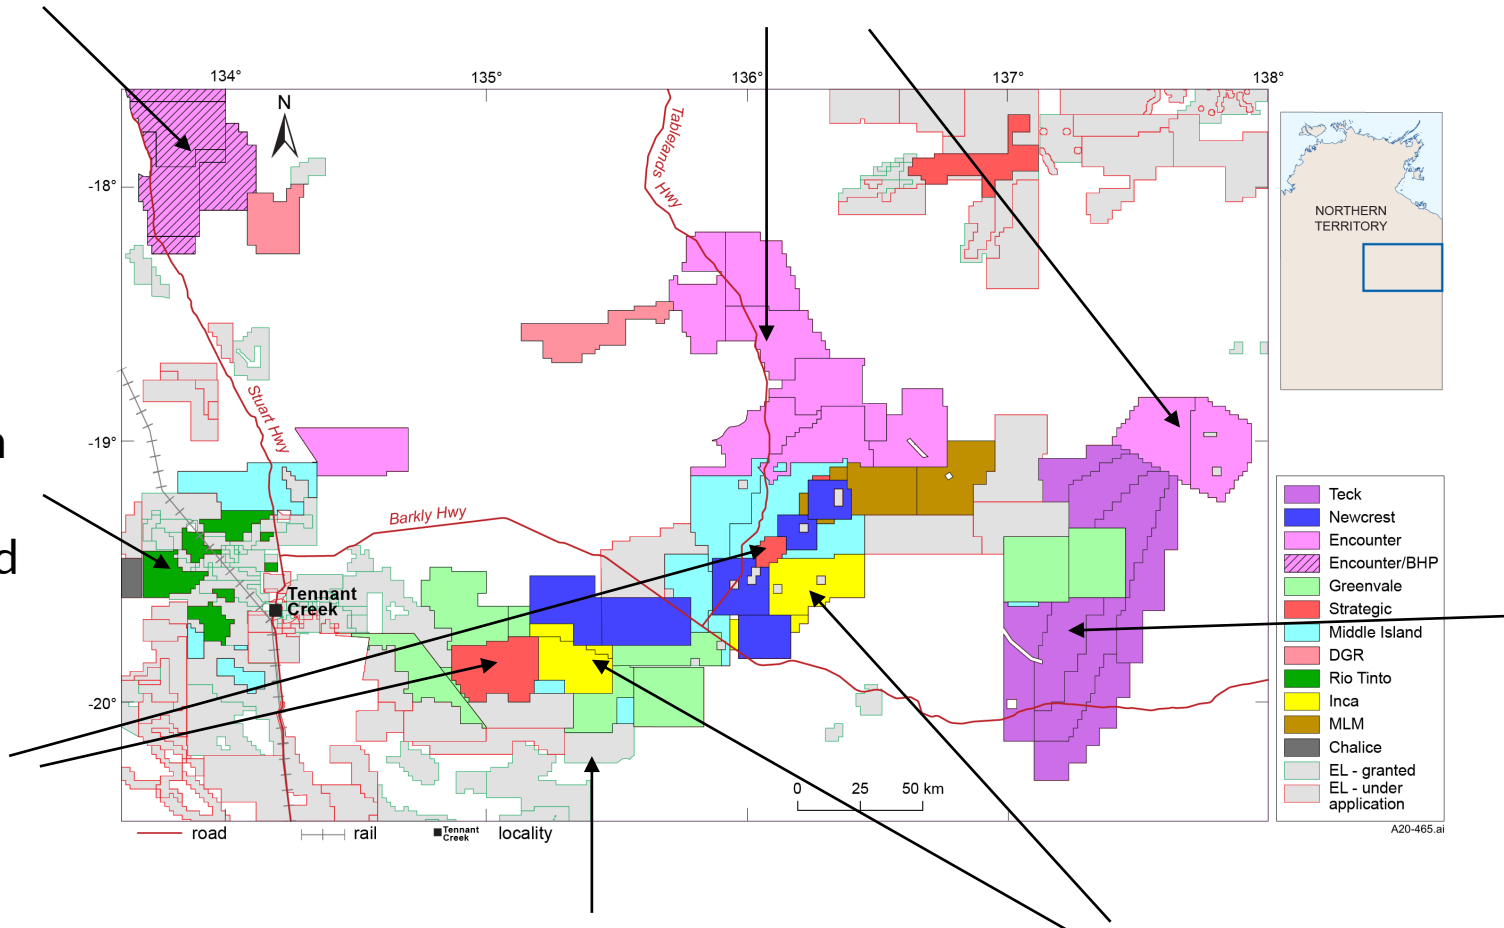 134°
135°
136°
137°
138°
N
Tablelands Hwy
-18°
NORTHERN
TERRITORY
Stuart Hwy
-19°
n
Barkly Hwy
d
Tennant
Creek
-20°
Teck
Newcrest
Encounter
Encounter/BHP
Greenvale
Strategic
Middle Island
DGR
Rio Tinto
Inca
MLM
Chalice
EL - granted
EL - under
application
0 25 50 km
A20-465.ai
road
rail
Tennant
Creek
locality